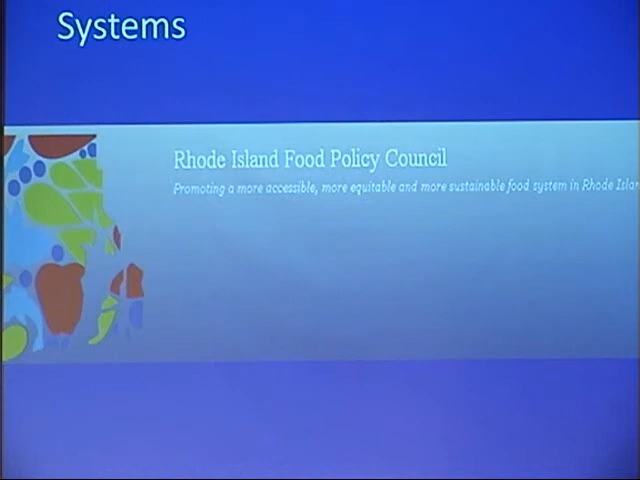 Systems
Rhode Island Food Policy Council
Promoting a more accessible, more equitable and more sustainable food system in Rhode